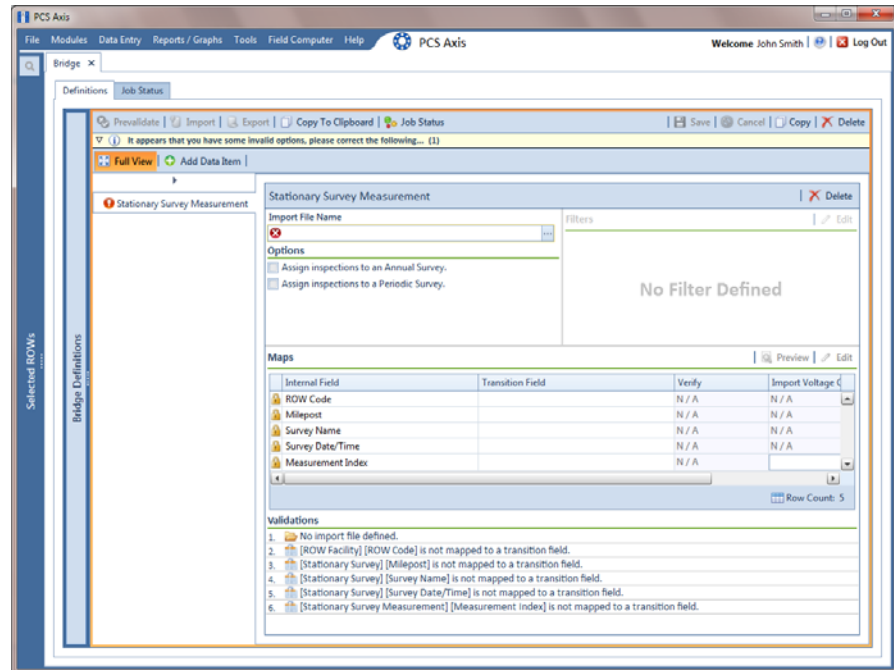 PCS Axis
File Modules Data Entry Reports / Graphs Tools Field Computer Help PCS Axis Welcome John Smith | Log Out
Bridge ×
Definitions Job Status
Prevalidate | Import | Export | Copy To Clipboard | Job Status | Save | Cancel | Copy | Delete
It appears that you have some invalid options, please correct the following... (1)
Full View | Add Data Item |
Stationary Survey Measurement
Stationary Survey Measurement | Delete
Import File Name
...
Filters | Edit
Options
Assign inspections to an Annual Survey.
Assign inspections to a Periodic Survey.
No Filter Defined
Selected ROWs
Bridge Definitions
Maps | Preview | Edit
Internal Field Transition Field Verify Import Voltage C
ROW Code N / A N / A
Milepost N / A N / A
Survey Name N / A N / A
Survey Date/Time N / A N / A
Measurement Index N / A
Row Count: 5
Validations
1. No import file defined.
2. [ROW Facility] [ROW Code] is not mapped to a transition field.
3. [Stationary Survey] [Milepost] is not mapped to a transition field.
4. [Stationary Survey] [Survey Name] is not mapped to a transition field.
5. [Stationary Survey] [Survey Date/Time] is not mapped to a transition field.
6. [Stationary Survey Measurement] [Measurement Index] is not mapped to a transition field.